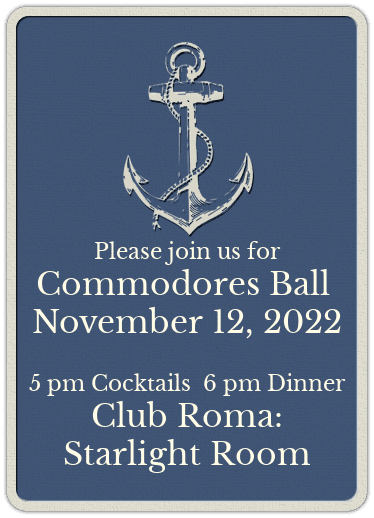 Please join us for
Commodores Ball
November 12, 2022
5 pm Cocktails  6 pm Dinner
Club Roma:
Starlight Room